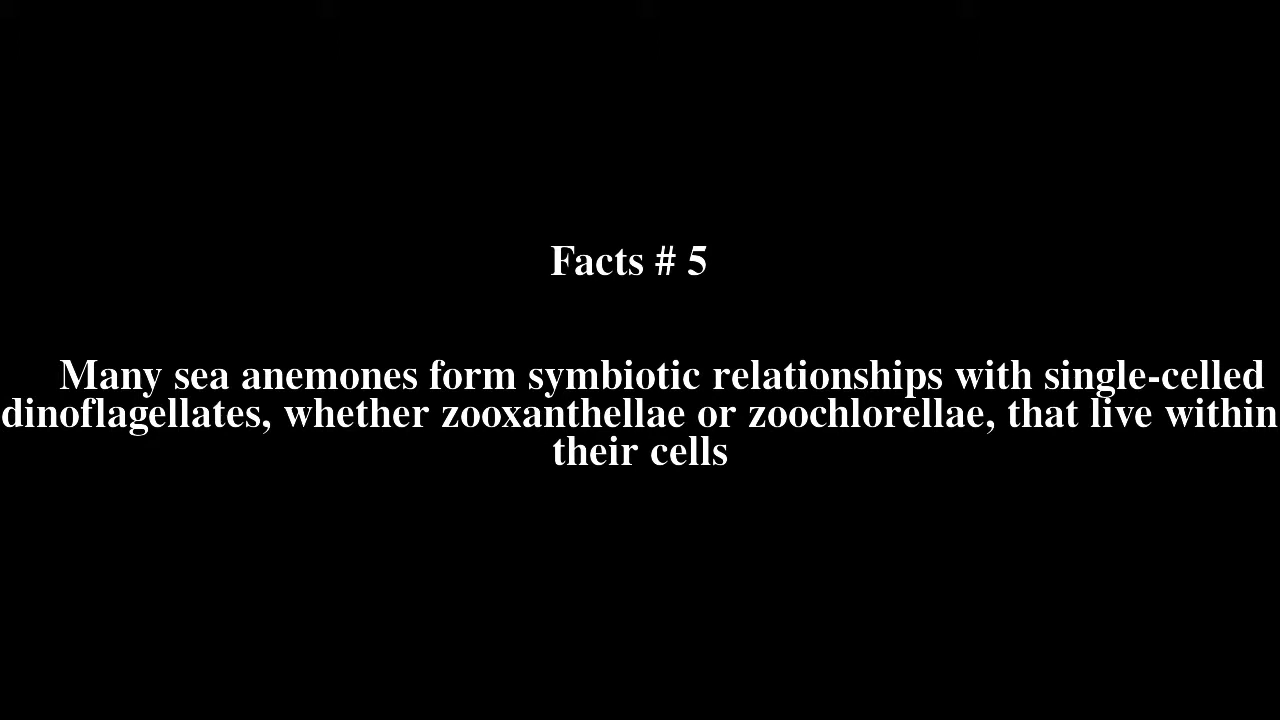 Facts # 5
Many sea anemones form symbiotic relationships with single-celled
dinoflagellates, whether zooxanthellae or zoochlorellae, that live within
their cells